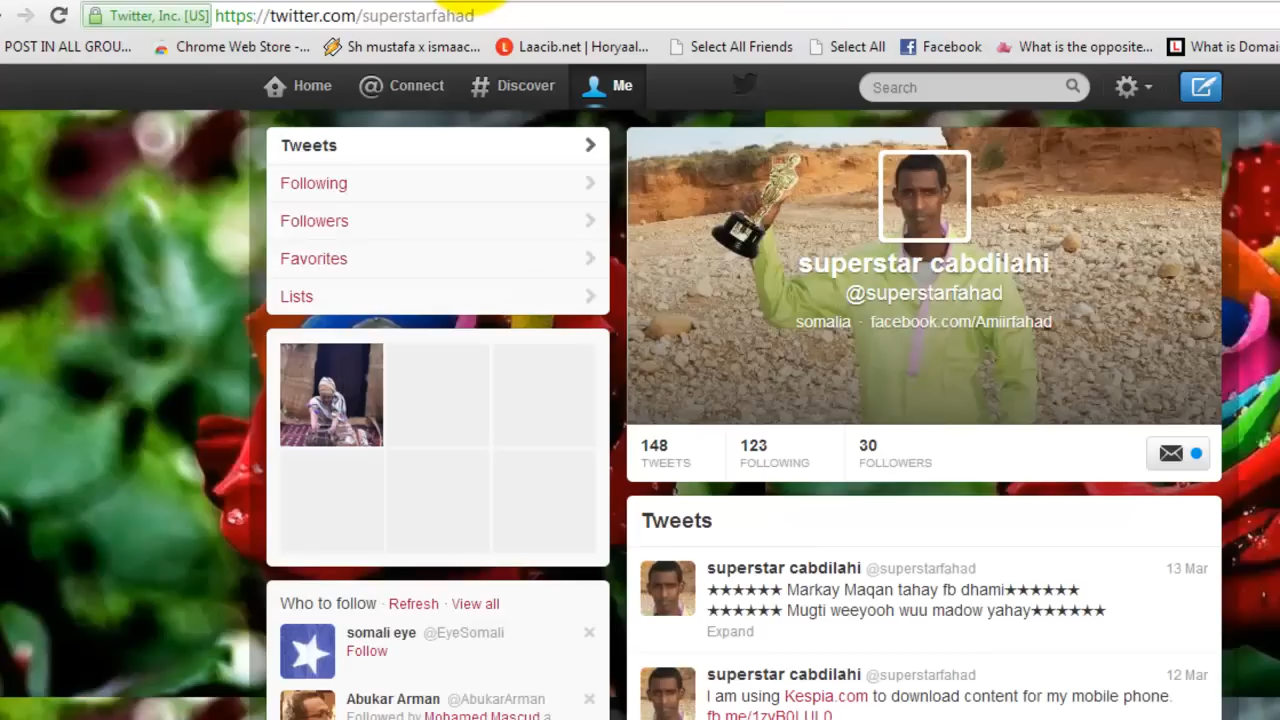 Twitter, Inc. [US] https://twitter.com/superstarfahad
POST IN ALL GROU... Chrome Web Store -... Sh mustafa x ismaac... Laacib.net | Horyaal... Select All Friends Select All Facebook What is the opposite... What is Domai
Home Connect Discover Me Search
Tweets
Following
Followers
Favorites
Lists
superstar cabdilahi
@superstarfahad
somalia · facebook.com/Amiirfahad
148 123 30
TWEETS FOLLOWING FOLLOWERS
Tweets
superstar cabdilahi @superstarfahad 13 Mar
★★★★★★ Markay Maqan tahay fb dhami★★★★★★
★★★★★★ Mugti weeyooh wuu madow yahay★★★★★★
Expand
superstar cabdilahi @superstarfahad 12 Mar
I am using Kespia.com to download content for my mobile phone.
Who to follow · Refresh · View all
somali eye @EyeSomali
Follow
Abukar Arman @AbukarArman
Followed by Mohamed Mascud a